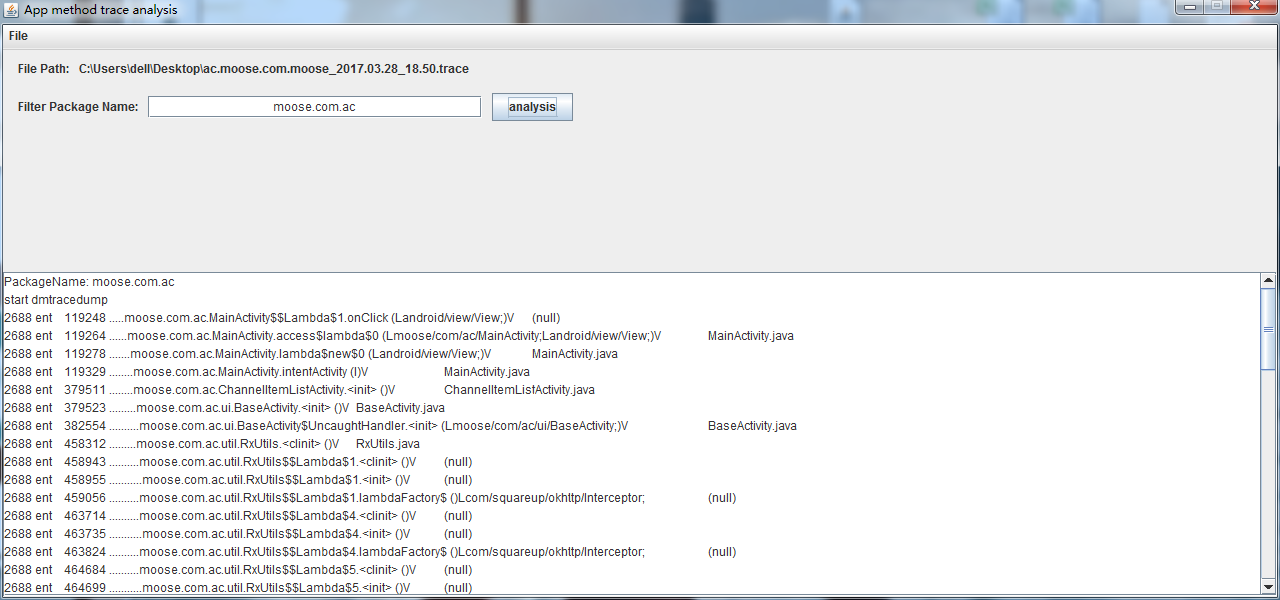 App method trace analysis
File
File Path: C:\Users\dell\Desktop\ac.moose.com.moose_2017.03.28_18.50.trace
Filter Package Name: moose.com.ac analysis
PackageName: moose.com.ac
start dmtracedump
2688 ent 119248 .....moose.com.ac.MainActivity$$Lambda$1.onClick (Landroid/view/View;)V (null)
2688 ent 119264 ......moose.com.ac.MainActivity.access$lambda$0 (Lmoose/com/ac/MainActivity;Landroid/view/View;)V MainActivity.java
2688 ent 119278 .......moose.com.ac.MainActivity.lambda$new$0 (Landroid/view/View;)V MainActivity.java
2688 ent 119329 ........moose.com.ac.MainActivity.intentActivity (I)V MainActivity.java
2688 ent 379511 ........moose.com.ac.ChannelItemListActivity.<init> ()V ChannelItemListActivity.java
2688 ent 379523 .........moose.com.ac.ui.BaseActivity.<init> ()V BaseActivity.java
2688 ent 382554 ..........moose.com.ac.ui.BaseActivity$UncaughtHandler.<init> (Lmoose/com/ac/ui/BaseActivity;)V BaseActivity.java
2688 ent 458312 .........moose.com.ac.util.RxUtils.<clinit> ()V RxUtils.java
2688 ent 458943 ..........moose.com.ac.util.RxUtils$$Lambda$1.<clinit> ()V (null)
2688 ent 458955 ...........moose.com.ac.util.RxUtils$$Lambda$1.<init> ()V (null)
2688 ent 459056 ..........moose.com.ac.util.RxUtils$$Lambda$1.lambdaFactory$ ()Lcom/squareup/okhttp/Interceptor; (null)
2688 ent 463714 ..........moose.com.ac.util.RxUtils$$Lambda$4.<clinit> ()V (null)
2688 ent 463735 ...........moose.com.ac.util.RxUtils$$Lambda$4.<init> ()V (null)
2688 ent 463824 ..........moose.com.ac.util.RxUtils$$Lambda$4.lambdaFactory$ ()Lcom/squareup/okhttp/Interceptor; (null)
2688 ent 464684 ..........moose.com.ac.util.RxUtils$$Lambda$5.<clinit> ()V (null)
2688 ent 464699 ...........moose.com.ac.util.RxUtils$$Lambda$5.<init> ()V (null)